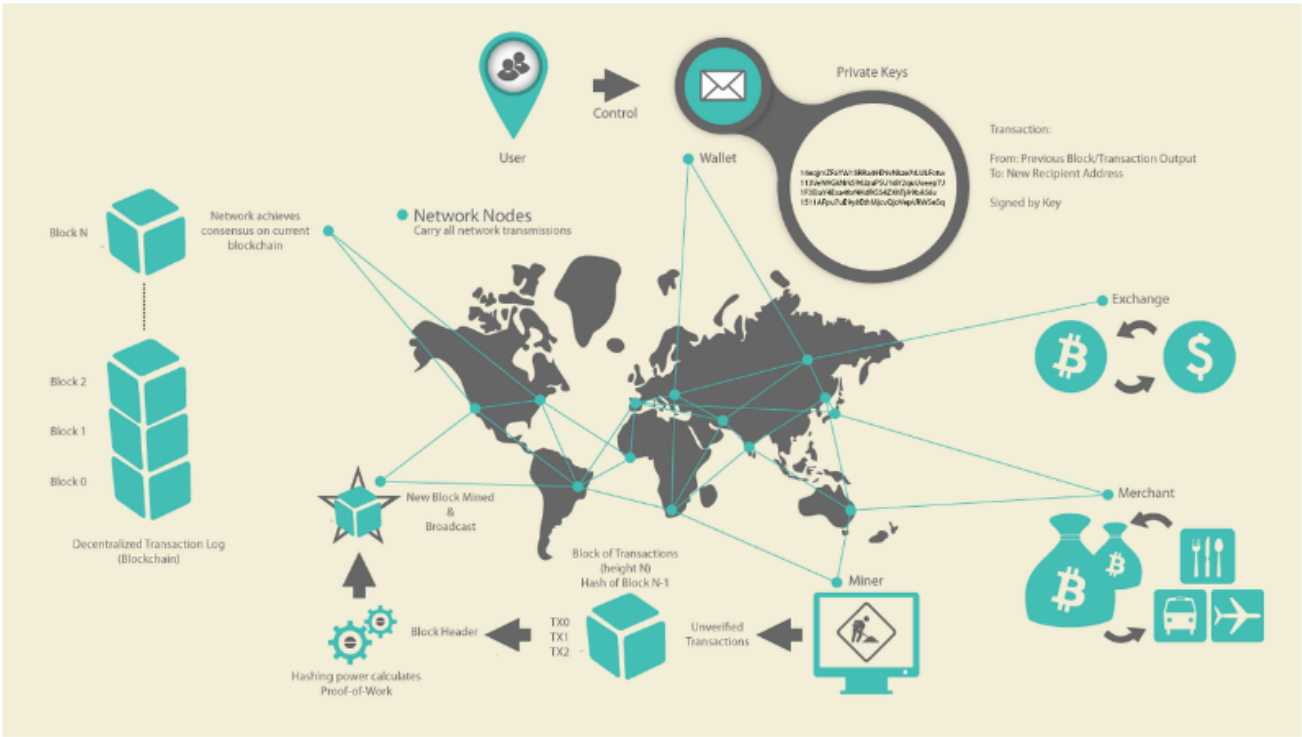 Private Keys
Control
Transaction:
User
Wallet
From: Previous Block/Transaction Output
To: New Recipient Address
Signed by Key
Block N
Network achieves
consensus on current
blockchain
Network Nodes
Carry all network transmissions
Exchange
Block 2
Block 1
Block 0
Decentralized Transaction Log
(Blockchain)
New Block Mined
&
Broadcast
Merchant
Block of Transactions
(height N)
Hash of Block N-1
Miner
TX0
TX1
TX2
Block Header
Unverified
Transactions
Hashing power calculates
Proof-of-Work